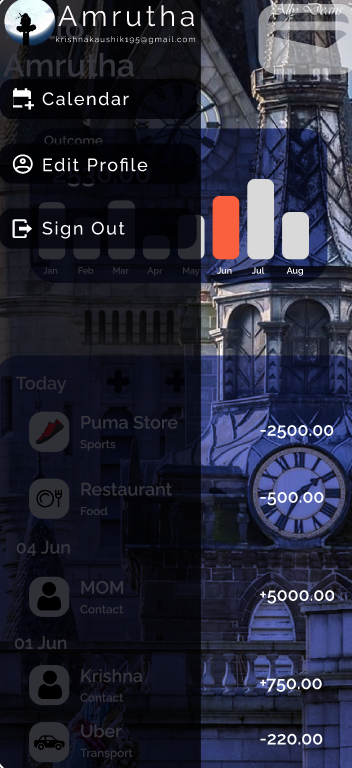 Amrutha
krishnakaushik195@gmail.com
Amrutha
Calendar
Outcome
Edit Profile
Sign Out
Jan Feb Mar Apr May Jun Jul Aug
Today
Puma Store -2500.00
Sports
Restaurant -500.00
Food
04 Jun
MOM +5000.00
Contact
01 Jun
Krishna +750.00
Contact
Uber -220.00
Transport